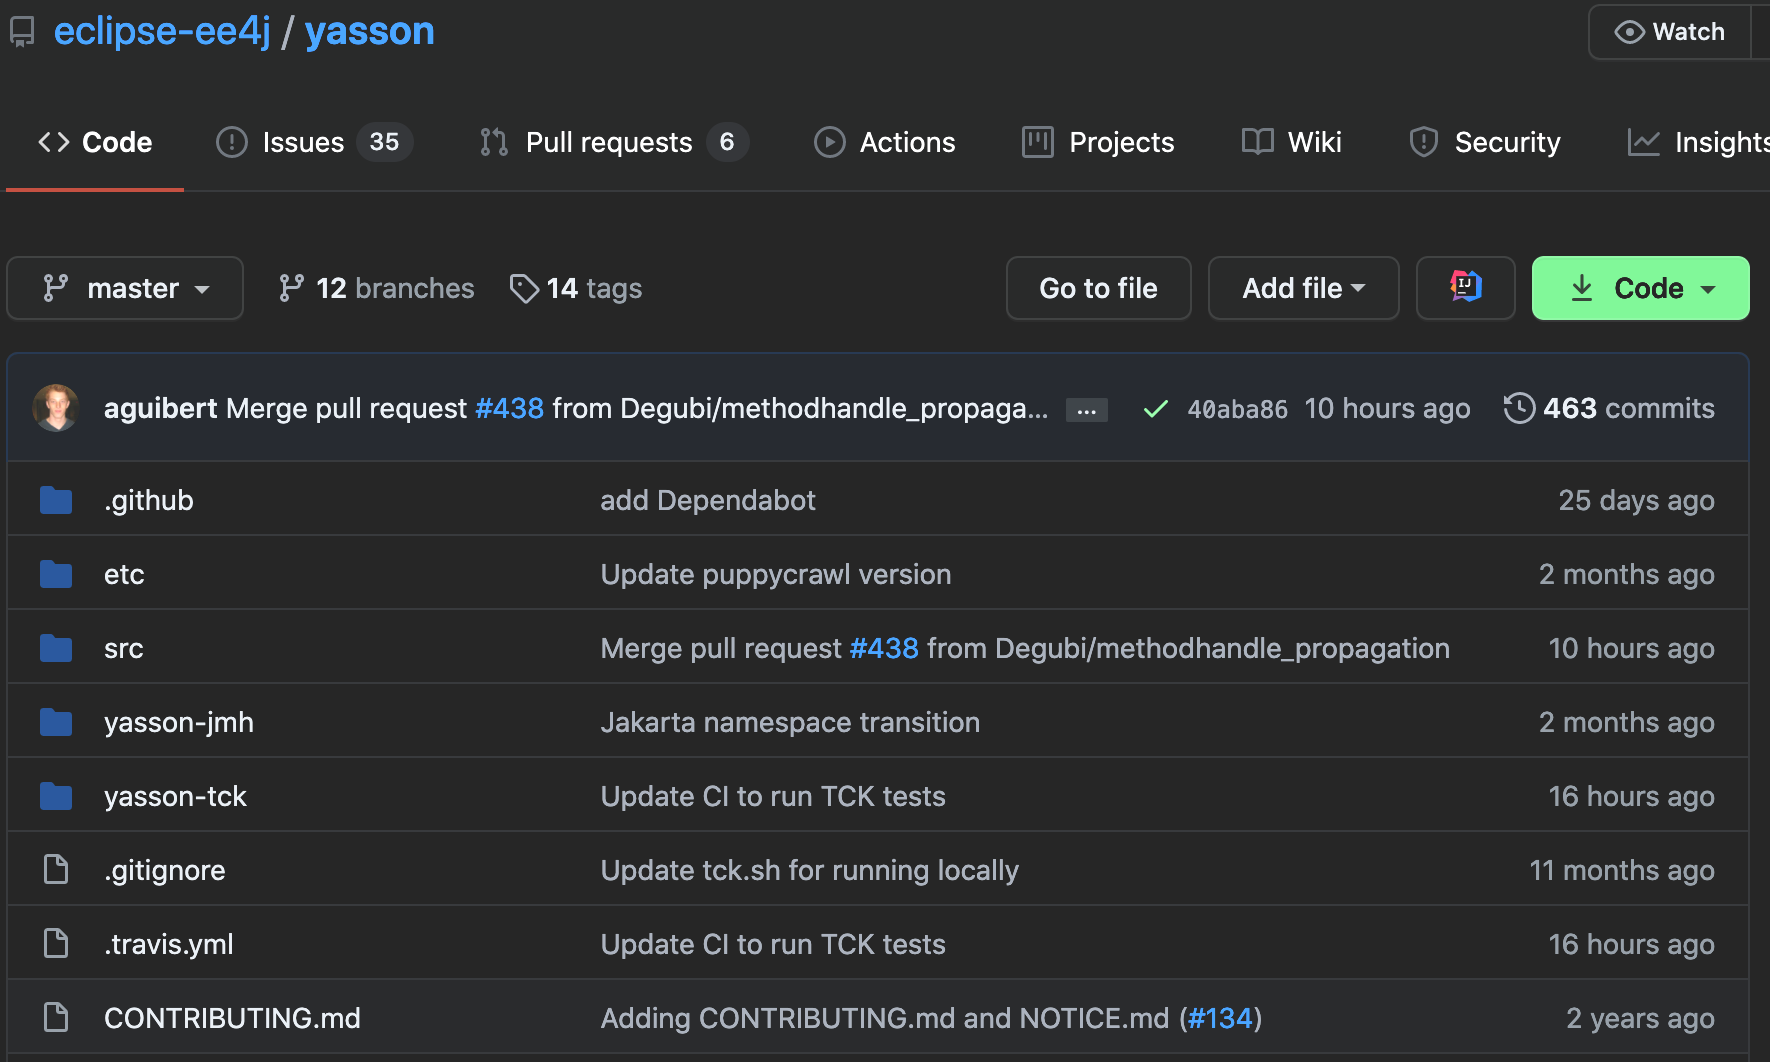 eclipse-ee4j / yasson
Watch
Code Issues 35 Pull requests 6 Actions Projects Wiki Security Insights
master 12 branches 14 tags Go to file Add file IJ Code
aguibert Merge pull request #438 from Degubi/methodhandle_propaga... ... 40aba86 10 hours ago 463 commits
.github add Dependabot 25 days ago
etc Update puppycrawl version 2 months ago
src Merge pull request #438 from Degubi/methodhandle_propagation 10 hours ago
yasson-jmh Jakarta namespace transition 2 months ago
yasson-tck Update CI to run TCK tests 16 hours ago
.gitignore Update tck.sh for running locally 11 months ago
.travis.yml Update CI to run TCK tests 16 hours ago
CONTRIBUTING.md Adding CONTRIBUTING.md and NOTICE.md (#134) 2 years ago